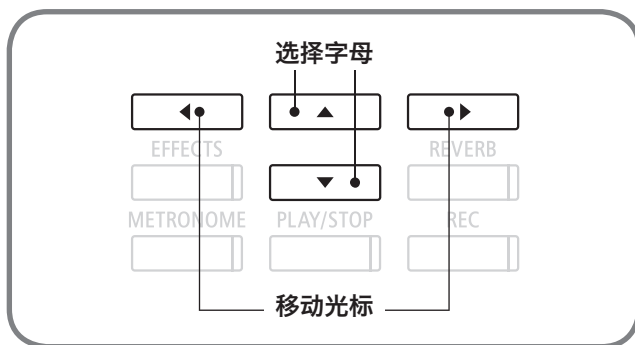 选择字母
EFFECTS REVERB
METRONOME PLAY/STOP REC
移动光标